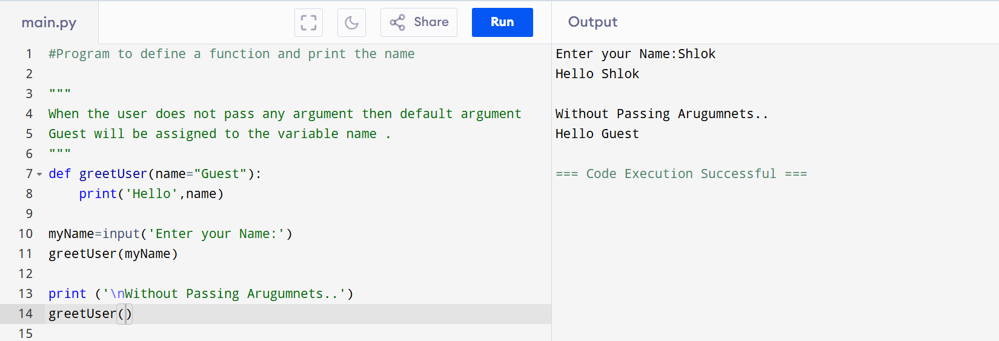 main.py
Share
Run
Output
1 #Program to define a function and print the name
2
3 """
4 When the user does not pass any argument then default argument
5 Guest will be assigned to the variable name .
6 """
7 def greetUser(name="Guest"):
8     print('Hello',name)
9
10 myName=input('Enter your Name:')
11 greetUser(myName)
12
13 print ('\nWithout Passing Arugumnets..')
14 greetUser()
15
Enter your Name:Shlok
Hello Shlok
Without Passing Arugumnets..
Hello Guest
=== Code Execution Successful ===